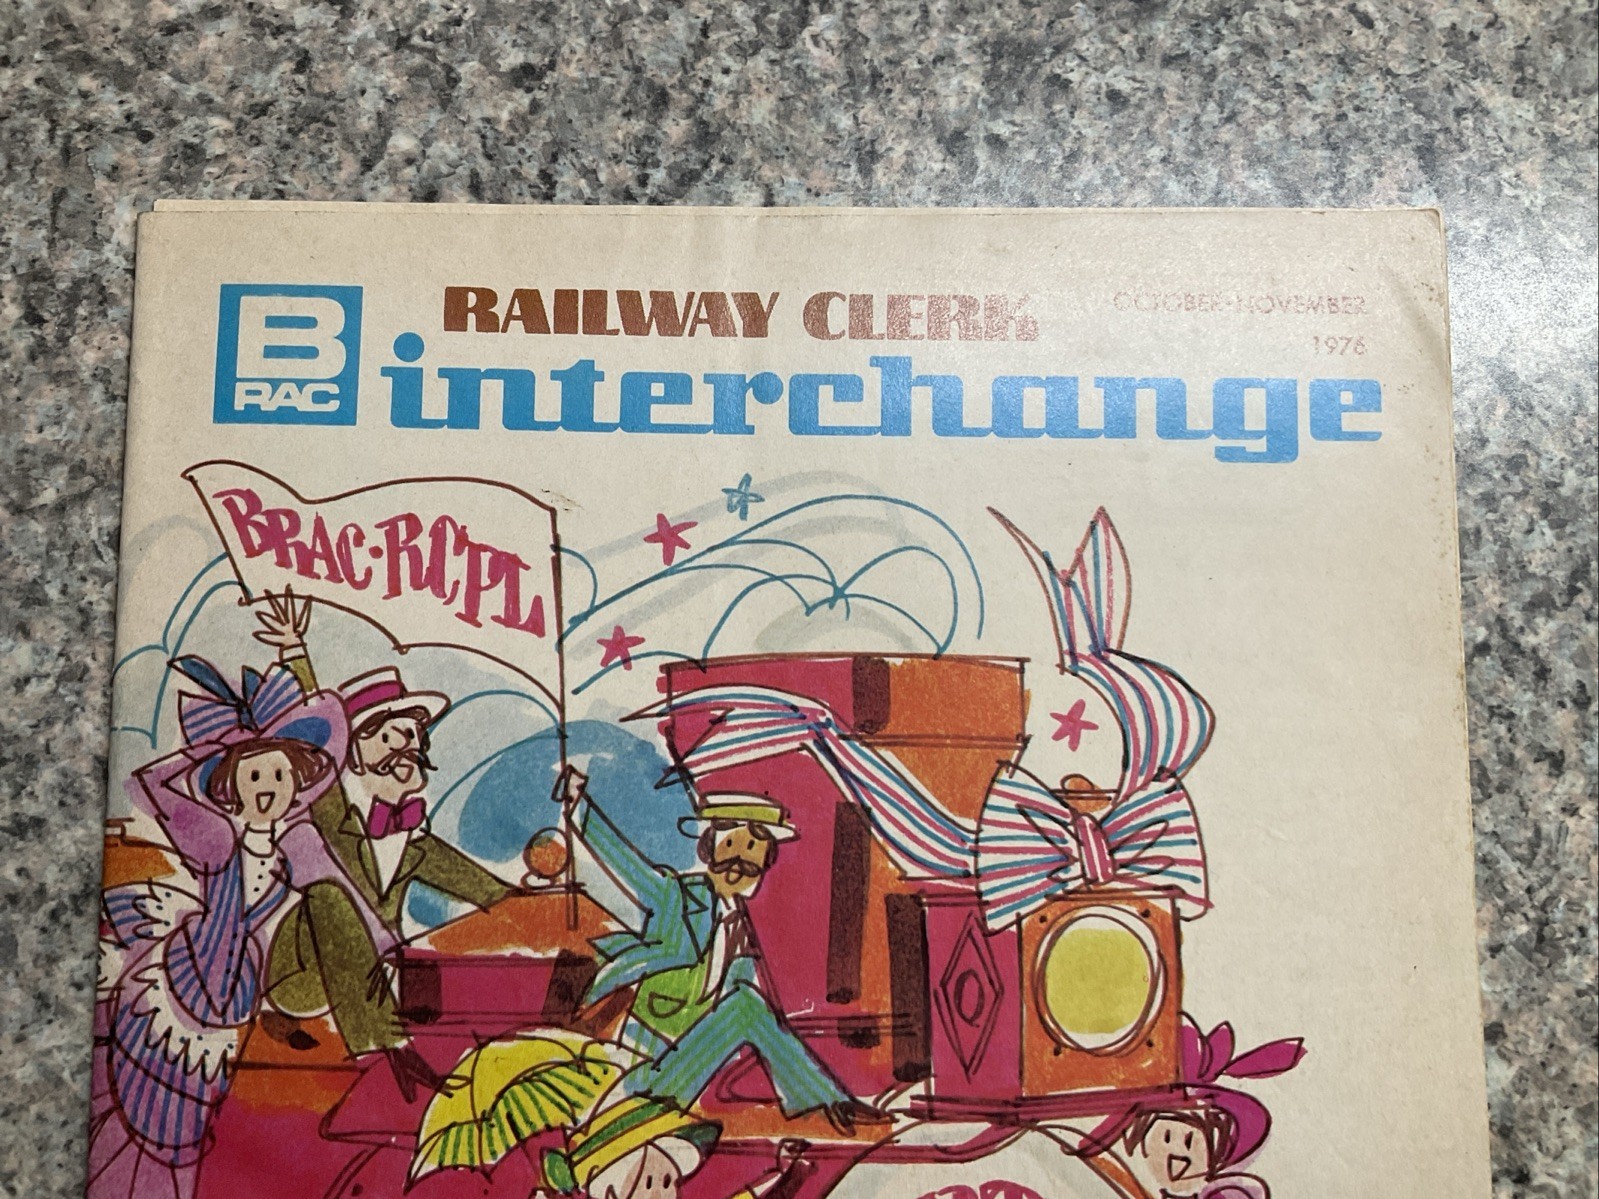 B
RAC
RAILWAY CLERK
OCTOBER-NOVEMBER
1976
interchange
BRAC·RCPL